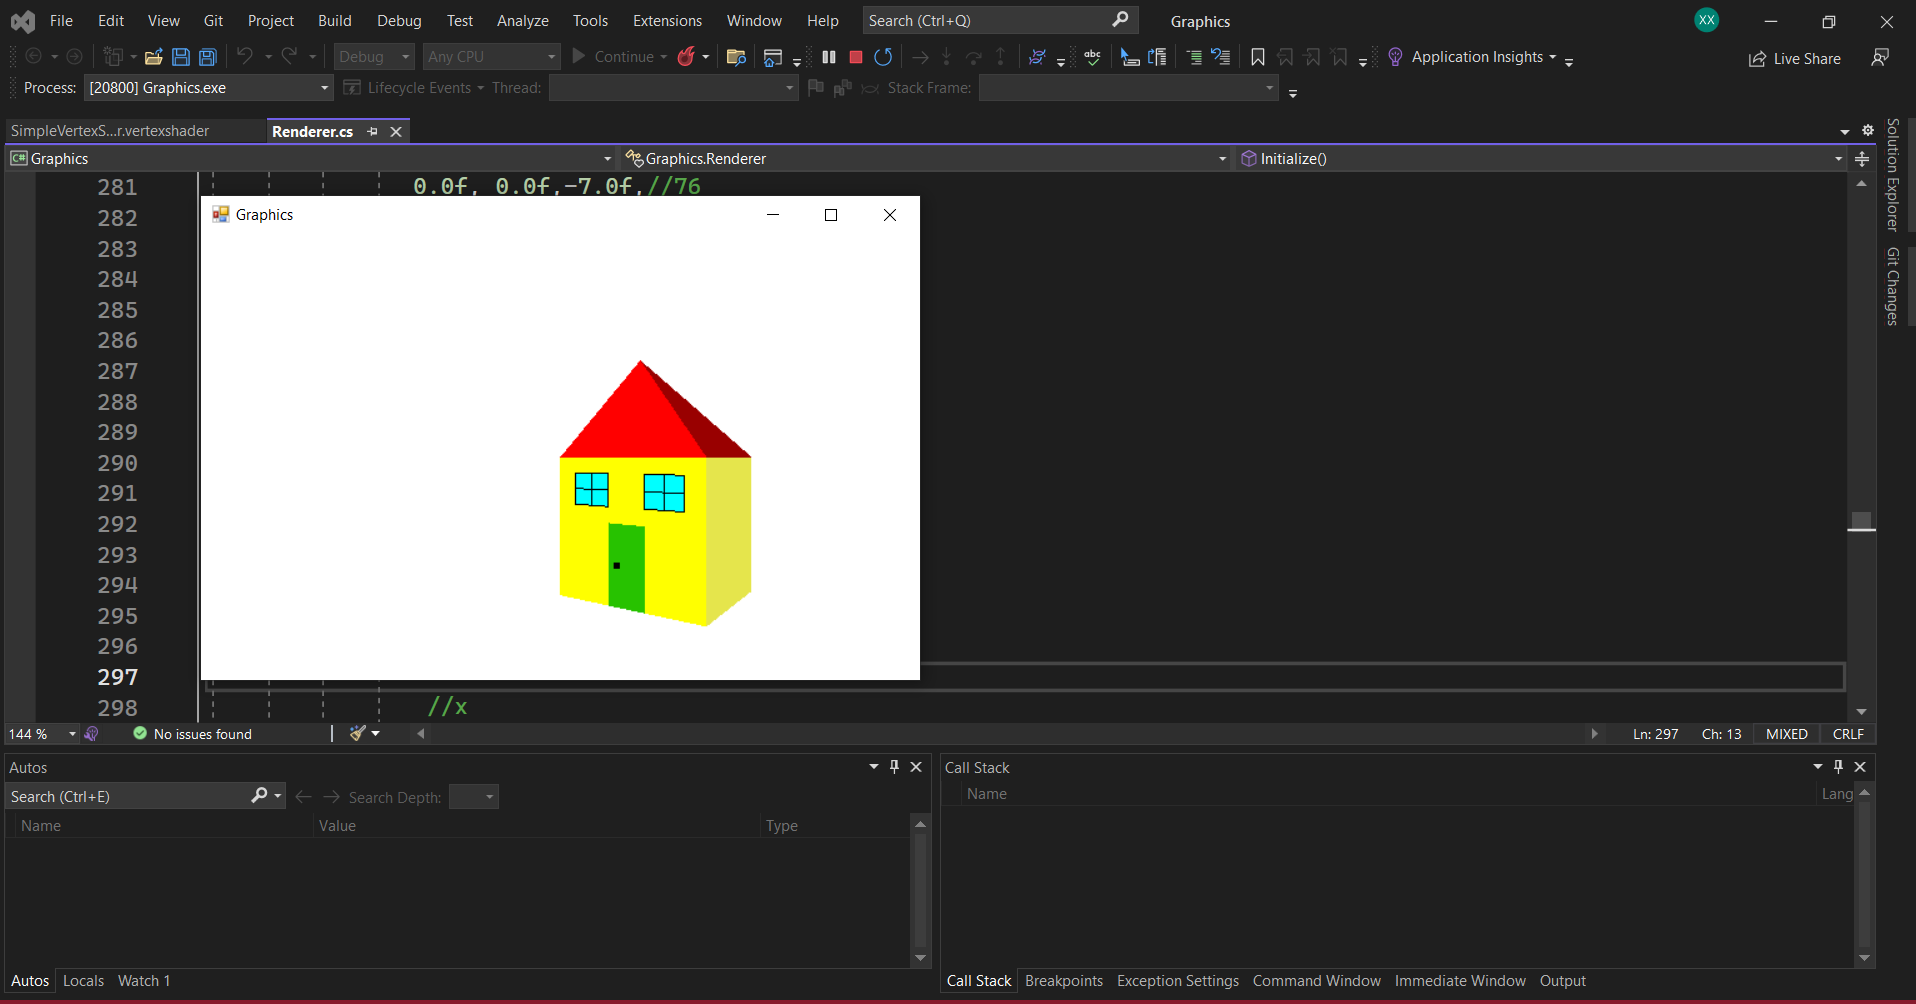 File Edit View Git Project Build Debug Test Analyze Tools Extensions Window Help Search (Ctrl+Q) Graphics XX
Debug Any CPU Continue Application Insights Live Share
Process: [20800] Graphics.exe Lifecycle Events Thread: Stack Frame:
SimpleVertexS...r.vertexshader Renderer.cs
C# Graphics Graphics.Renderer Initialize()
281 0.0f, 0.0f,-7.0f,//76
282
Graphics
283
284
285
286
287
288
289
290
291
292
293
294
295
296
297
298 //x
144 % No issues found Ln: 297 Ch: 13 MIXED CRLF
Solution Explorer
Git Changes
Autos
Search (Ctrl+E) Search Depth:
Name Value Type
Autos Locals Watch 1
Call Stack
Name Lang
Call Stack Breakpoints Exception Settings Command Window Immediate Window Output